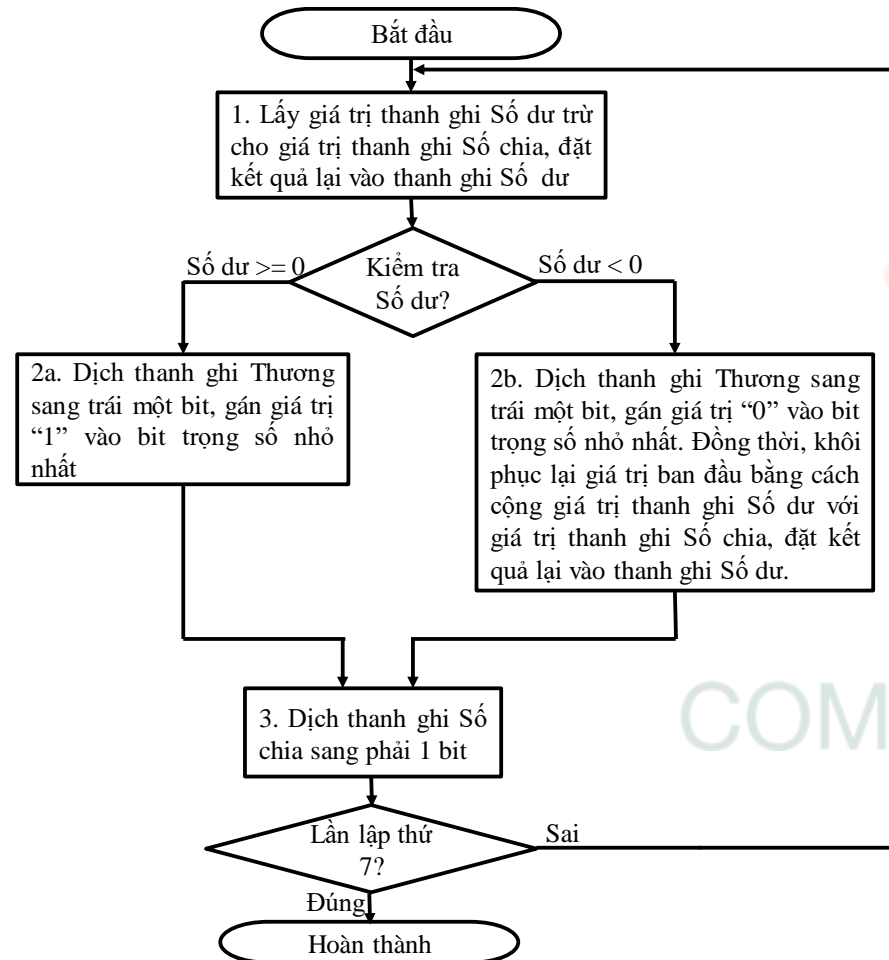 Bắt đầu
1. Lấy giá trị thanh ghi Số dư trừ
cho giá trị thanh ghi Số chia, đặt
kết quả lại vào thanh ghi Số dư
Kiểm tra
Số dư?
Số dư >= 0
Số dư < 0
2a. Dịch thanh ghi Thương
sang trái một bit, gán giá trị
“1” vào bit trọng số nhỏ
nhất
2b. Dịch thanh ghi Thương sang
trái một bit, gán giá trị “0” vào bit
trọng số nhỏ nhất. Đồng thời, khôi
phục lại giá trị ban đầu bằng cách
cộng giá trị thanh ghi Số dư với
giá trị thanh ghi Số chia, đặt kết
quả lại vào thanh ghi Số dư.
3. Dịch thanh ghi Số
chia sang phải 1 bit
COM
Lần lập thứ
7?
Sai
Đúng
Hoàn thành